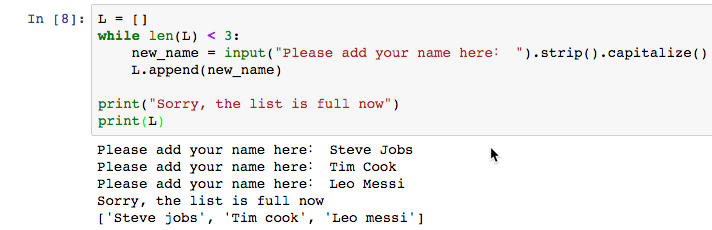 In [8]: L = []
while len(L) < 3:
    new_name = input("Please add your name here:  ").strip().capitalize()
    L.append(new_name)
print("Sorry, the list is full now")
print(L)
Please add your name here:  Steve Jobs
Please add your name here:  Tim Cook
Please add your name here:  Leo Messi
Sorry, the list is full now
['Steve jobs', 'Tim cook', 'Leo messi']